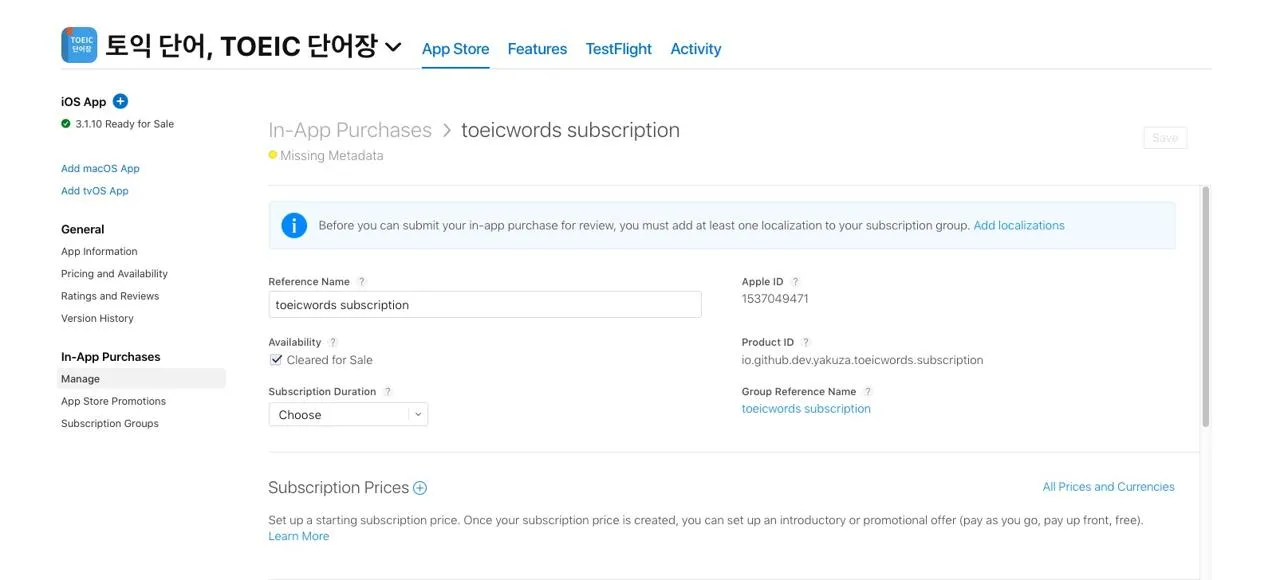 TOEIC
단어장
토익 단어, TOEIC 단어장
App Store
Features
TestFlight
Activity
iOS App
3.1.10 Ready for Sale
Add macOS App
Add tvOS App
General
App Information
Pricing and Availability
Ratings and Reviews
Version History
In-App Purchases
Manage
App Store Promotions
Subscription Groups
In-App Purchases > toeicwords subscription
Missing Metadata
Save
Before you can submit your in-app purchase for review, you must add at least one localization to your subscription group. Add localizations
Reference Name ?
toeicwords subscription
Apple ID ?
1537049471
Availability ?
Cleared for Sale
Product ID ?
io.github.dev.yakuza.toeicwords.subscription
Subscription Duration ?
Choose
Group Reference Name ?
toeicwords subscription
Subscription Prices
All Prices and Currencies
Set up a starting subscription price. Once your subscription price is created, you can set up an introductory or promotional offer (pay as you go, pay up front, free).
Learn More